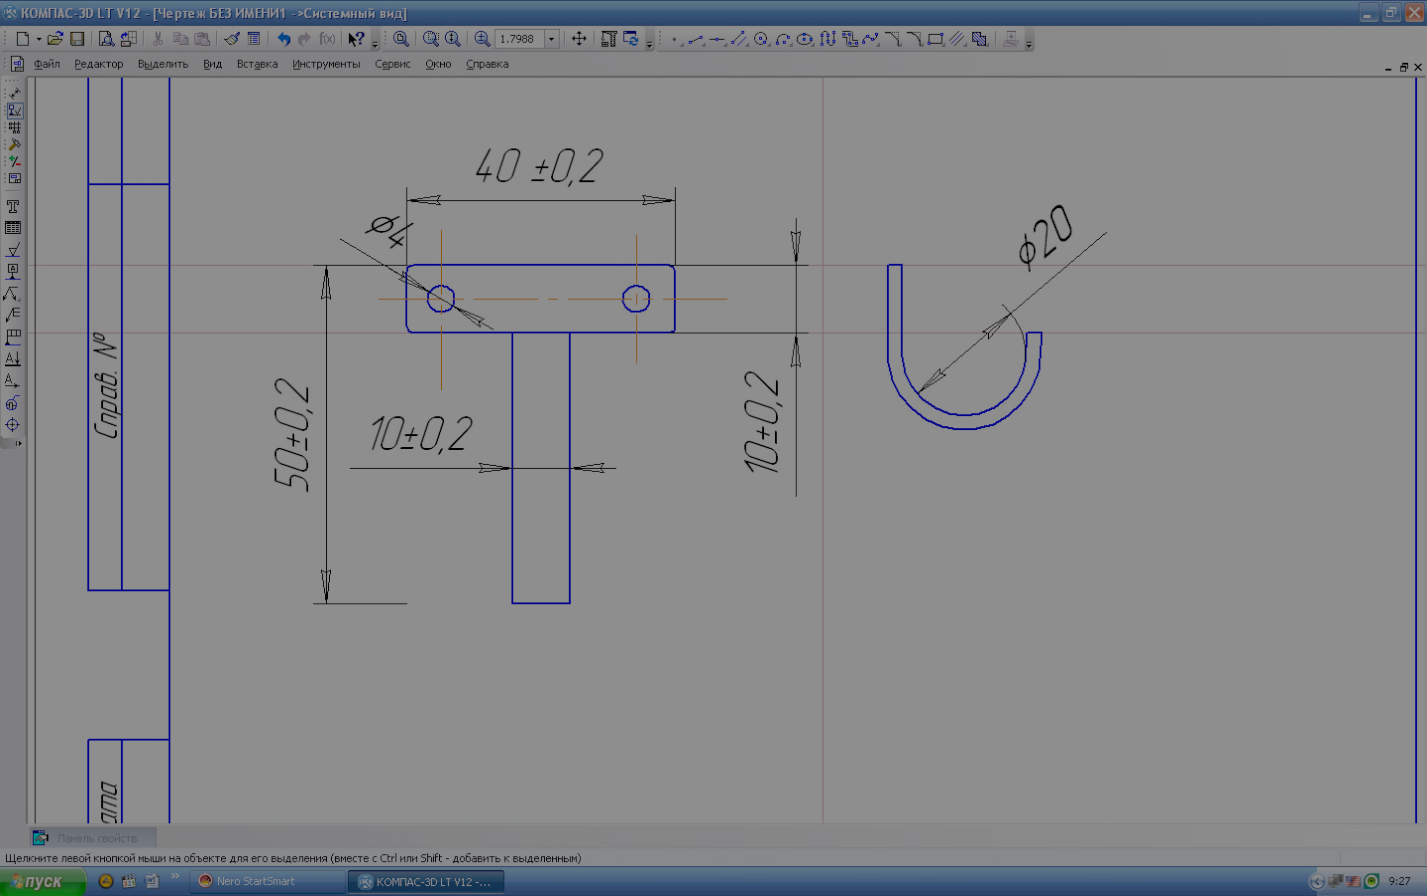 КОМПАС-3D LT V12 - [Чертеж БЕЗ ИМЕНИ1 ->Системный вид]
1.7988
f(x)
Файл Редактор Выделить Вид Вставка Инструменты Сервис Окно Справка
40 ±0,2
ϕ4
ϕ20
50±0,2
10±0,2
10±0,2
Справ. №
ата
Панель свойств
Щелкните левой кнопкой мыши на объекте для его выделения (вместе с Ctrl или Shift - добавить к выделенным)
пуск
Nero StartSmart
КОМПАС-3D LT V12 -...
9:27